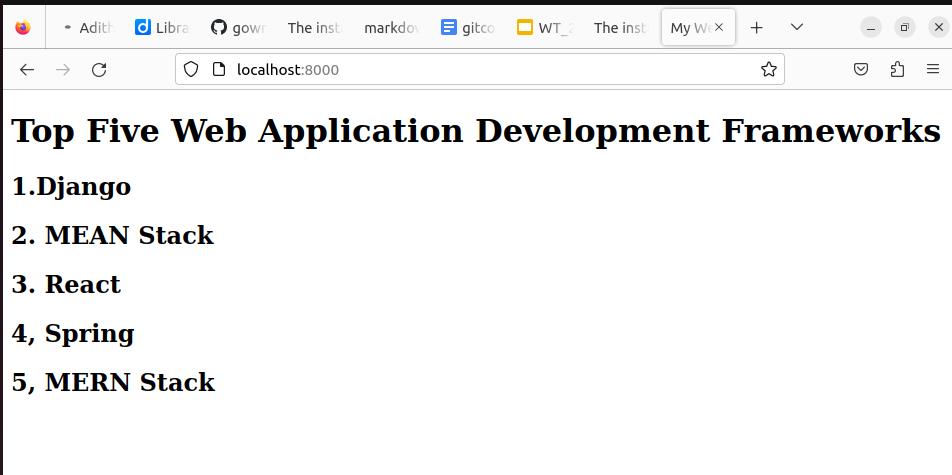 Adith
Libra
gowr
The inst
markdov
gitco
WT_2
The inst
My We
localhost:8000
Top Five Web Application Development Frameworks
1.Django
2. MEAN Stack
3. React
4, Spring
5, MERN Stack